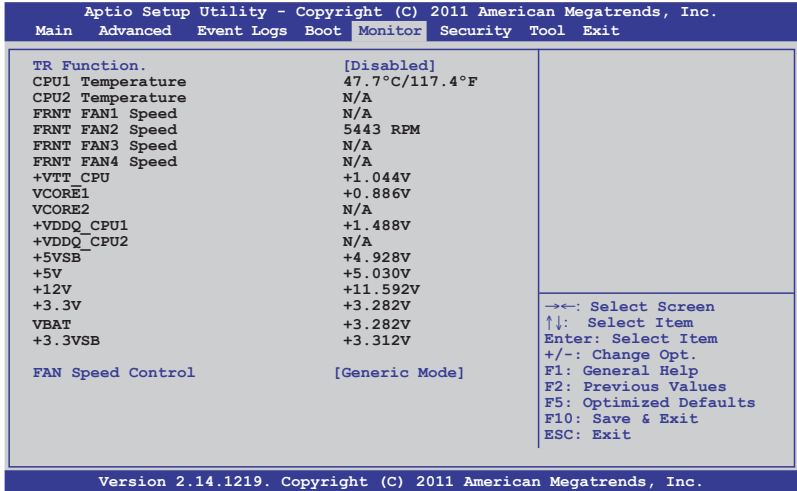 Aptio Setup Utility - Copyright (C) 2011 American Megatrends, Inc.
Main Advanced Event Logs Boot Monitor Security Tool Exit
TR Function. [Disabled]
CPU1 Temperature 47.7°C/117.4°F
CPU2 Temperature N/A
FRNT FAN1 Speed N/A
FRNT FAN2 Speed 5443 RPM
FRNT FAN3 Speed N/A
FRNT FAN4 Speed N/A
+VTT_CPU +1.044V
VCORE1 +0.886V
VCORE2 N/A
+VDDQ_CPU1 +1.488V
+VDDQ_CPU2 N/A
+5VSB +4.928V
+5V +5.030V
+12V +11.592V
+3.3V +3.282V
VBAT +3.282V
+3.3VSB +3.312V
FAN Speed Control [Generic Mode]
→←: Select Screen
↑↓: Select Item
Enter: Select Item
+/-: Change Opt.
F1: General Help
F2: Previous Values
F5: Optimized Defaults
F10: Save & Exit
ESC: Exit
Version 2.14.1219. Copyright (C) 2011 American Megatrends, Inc.